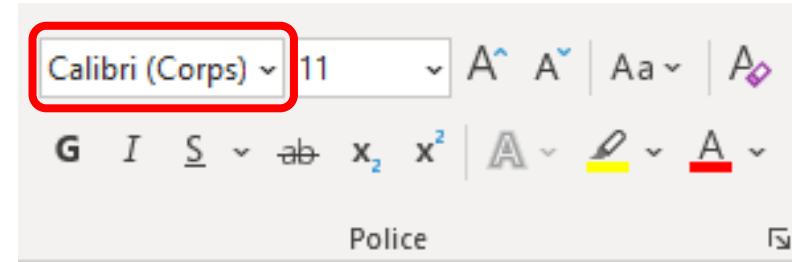 Calibri (Corps) 11 A A Aa A
G I S ab x₂ x² A A
Police